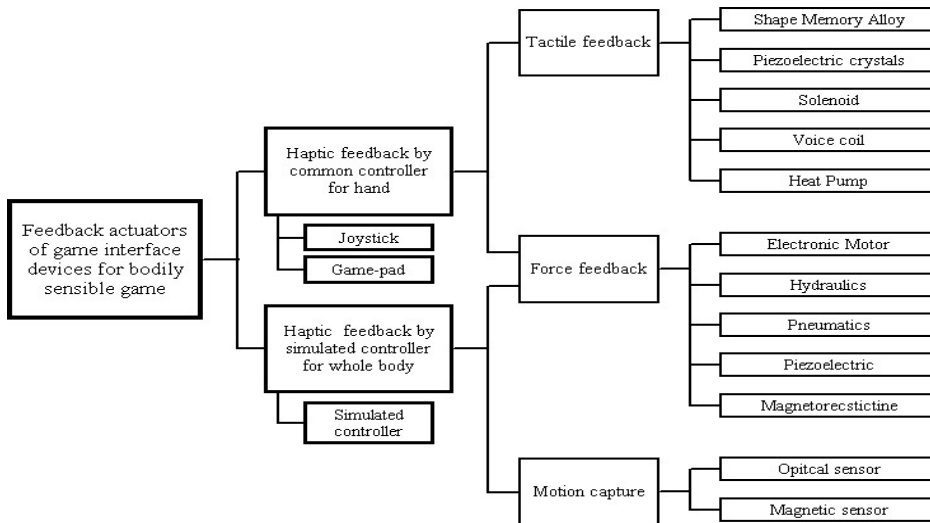 Feedback actuators
of game interface
devices for bodily
sensible game
Haptic feedback by
common controller
for hand
Joystick
Game-pad
Haptic feedback by
simulated controller
for whole body
Simulated
controller
Tactile feedback
Shape Memory Alloy
Piezoelectric crystals
Solenoid
Voice coil
Heat Pump
Force feedback
Electronic Motor
Hydraulics
Pneumatics
Piezoelectric
Magnetorecstictine
Motion capture
Opitcal sensor
Magnetic sensor